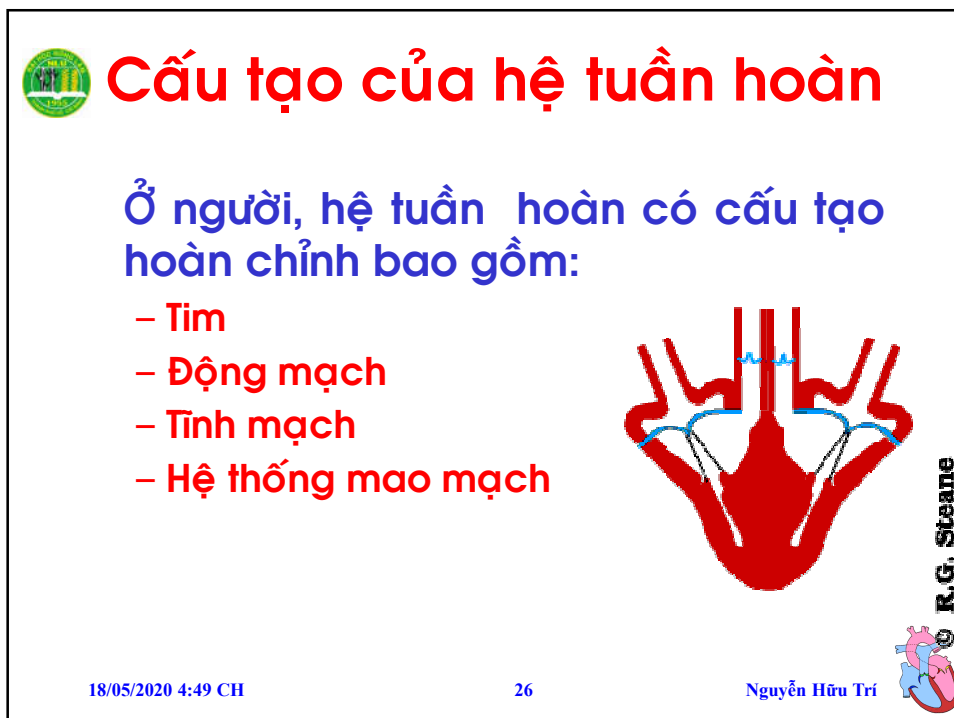 Cấu tạo của hệ tuần hoàn
Ở người, hệ tuần hoàn có cấu tạo
hoàn chỉnh bao gồm:
– Tim
– Động mạch
– Tĩnh mạch
– Hệ thống mao mạch
© R.G. Steane
18/05/2020 4:49 CH
26
Nguyễn Hữu Trí